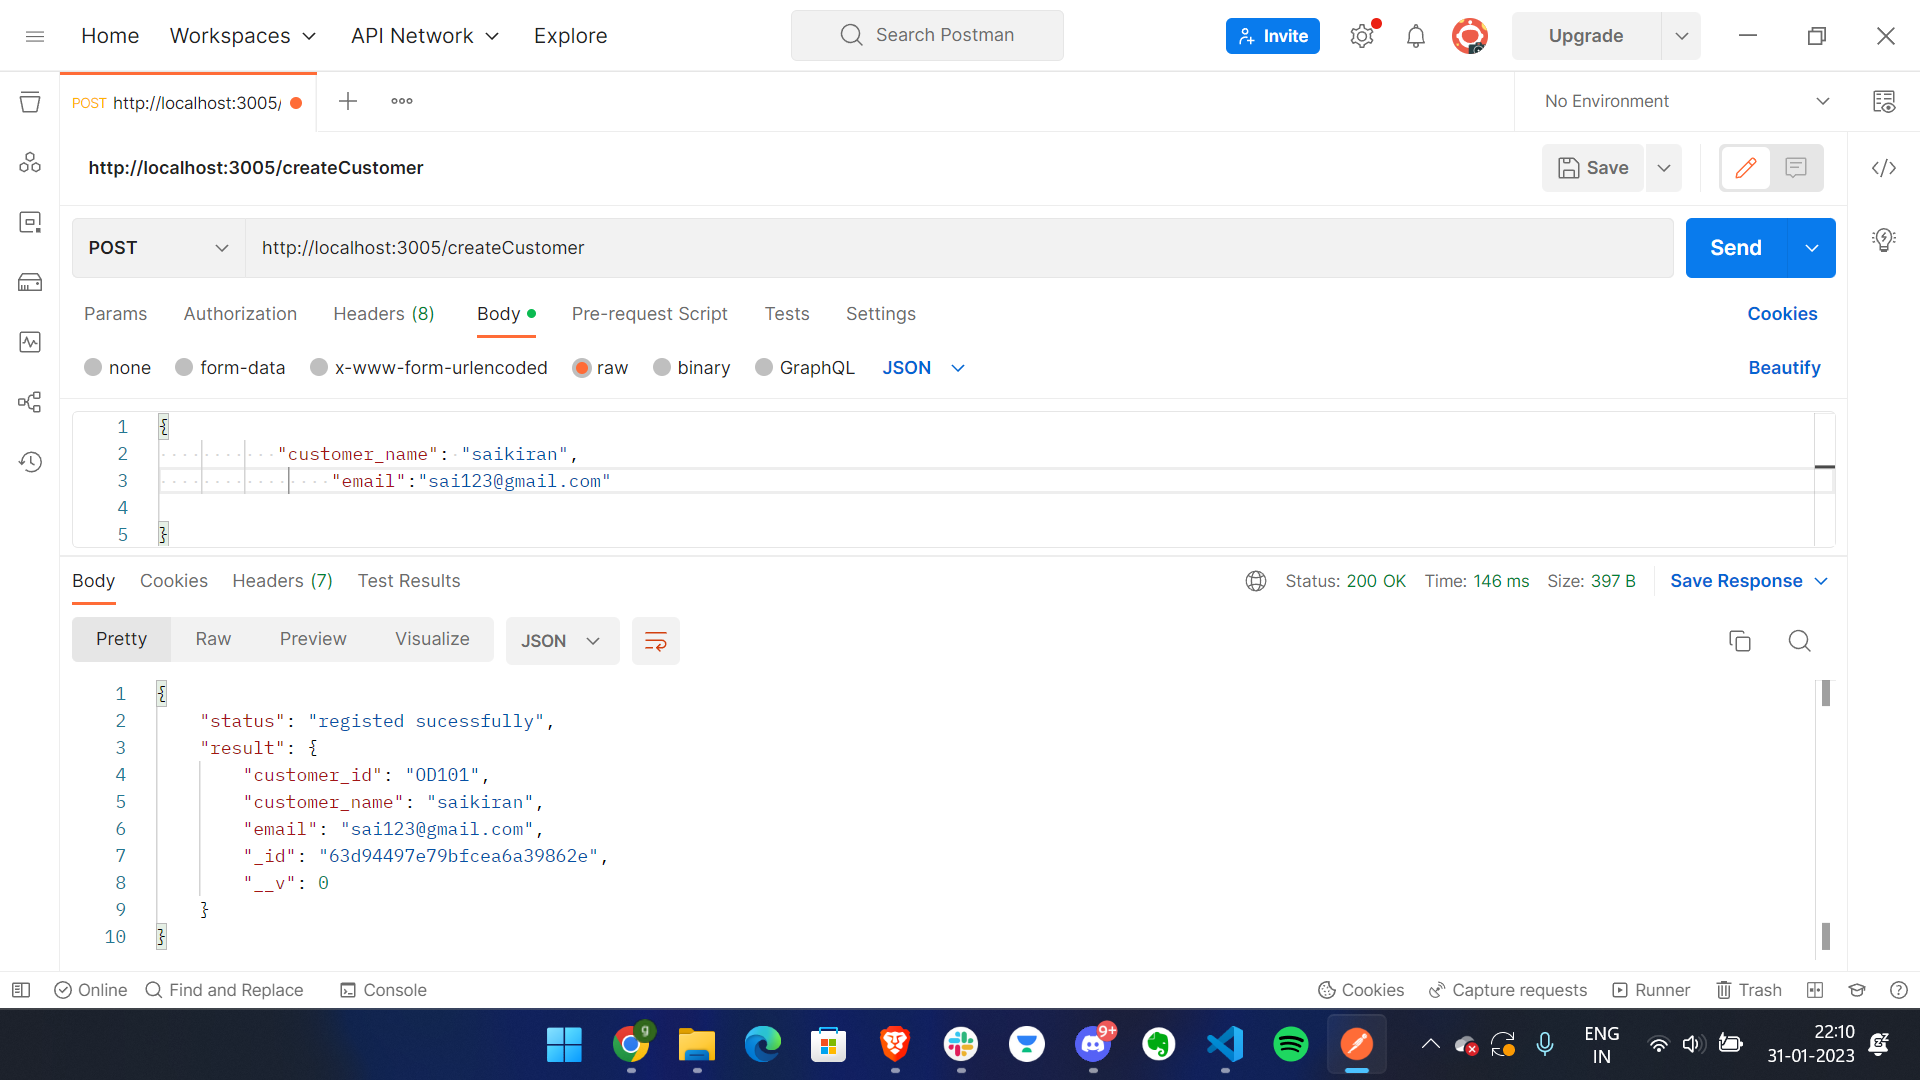 Home Workspaces API Network Explore Search Postman Invite Upgrade
POST http://localhost:3005/ No Environment
http://localhost:3005/createCustomer Save
POST http://localhost:3005/createCustomer Send
Params Authorization Headers (8) Body Pre-request Script Tests Settings Cookies
none form-data x-www-form-urlencoded raw binary GraphQL JSON Beautify
1 {
2 "customer_name": "saikiran",
3 "email":"sai123@gmail.com"
4
5 }
Body Cookies Headers (7) Test Results Status: 200 OK Time: 146 ms Size: 397 B Save Response
Pretty Raw Preview Visualize JSON
1 {
2 "status": "registed sucessfully",
3 "result": {
4 "customer_id": "OD101",
5 "customer_name": "saikiran",
6 "email": "sai123@gmail.com",
7 "_id": "63d94497e79bfcea6a39862e",
8 "__v": 0
9 }
10 }
Online Find and Replace Console Cookies Capture requests Runner Trash
g 9+ ENG 22:10
IN 31-01-2023